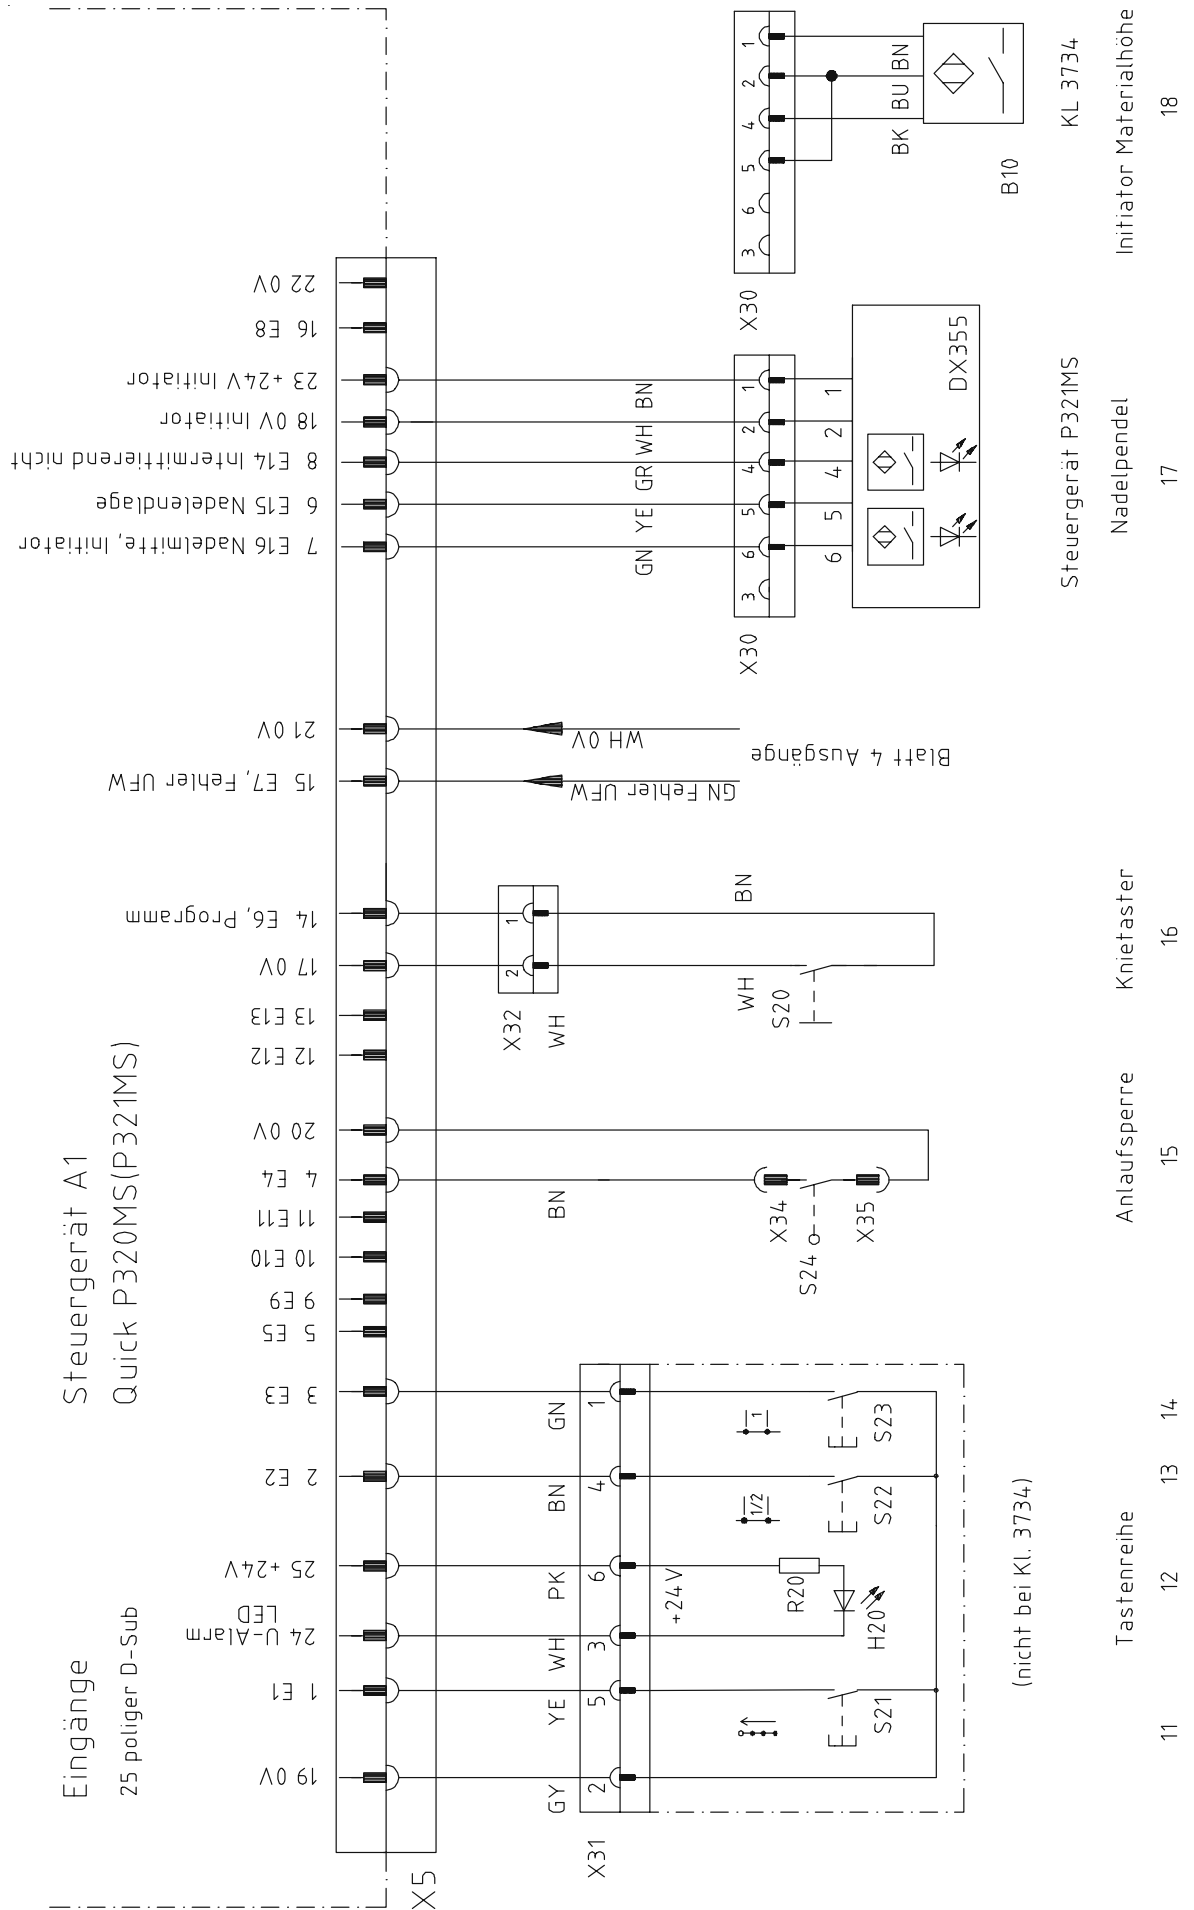 Eingänge
25 poliger D-Sub
Steuergerät A1
Quick P320MS(P321MS)
19 0V
1 E1
24 U-Alarm
LED
25 +24V
2 E2
3 E3
5 E5
9 E9
10 E10
11 E11
4 E4
20 0V
12 E12
13 E13
17 0V
14 E6, Programm
15 E7, Fehler UFW
21 0V
7 E16 Nadelmitte, Initiator
6 E15 Nadelendlage
8 E14 Intermittierend nicht
18 0V Initiator
23 +24V Initiator
16 E8
22 0V
X5
GY
YE
WH
PK
BN
GN
X31
2
5
3
6
4
1
+24V
1/2
1
S21
H20
R20
S22
S23
(nicht bei Kl. 3734)
BN
X34
S24
X35
X32
2
1
WH
WH
BN
S20
GN Fehler UFW
WH 0V
Blatt 4 Ausgänge
GN
YE
GR
WH
BN
X30
3
6
5
4
2
1
6
5
4
2
1
DX355
Steuergerät P321MS
X30
3
6
5
4
2
1
BK
BU
BN
B10
KL 3734
Tastenreihe
Anlaufsperre
Knietaster
Nadelpendel
Initiator Materialhöhe
11
12
13
14
15
16
17
18